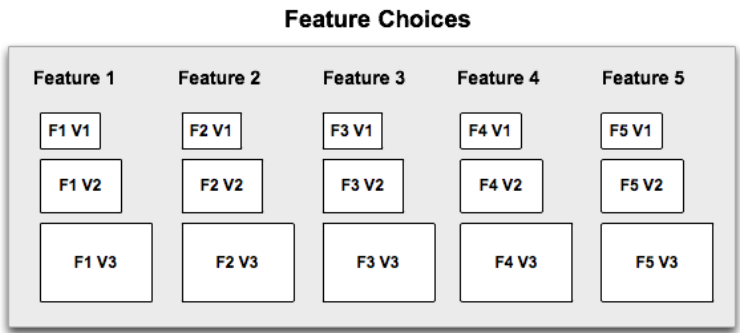 Feature Choices
Feature 1 Feature 2 Feature 3 Feature 4 Feature 5
F1 V1 F2 V1 F3 V1 F4 V1 F5 V1
F1 V2 F2 V2 F3 V2 F4 V2 F5 V2
F1 V3 F2 V3 F3 V3 F4 V3 F5 V3